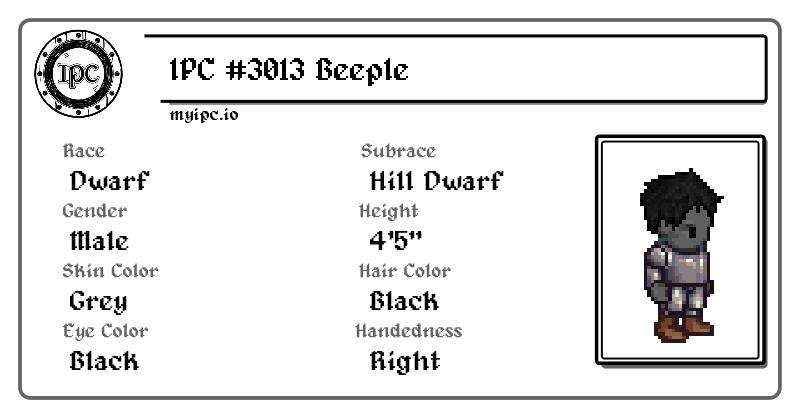 IPC
IPC #3013 Beeple
myipc.io
Race
Dwarf
Subrace
Hill Dwarf
Gender
Male
Height
4'5"
Skin Color
Grey
Hair Color
Black
Eye Color
Black
Handedness
Right